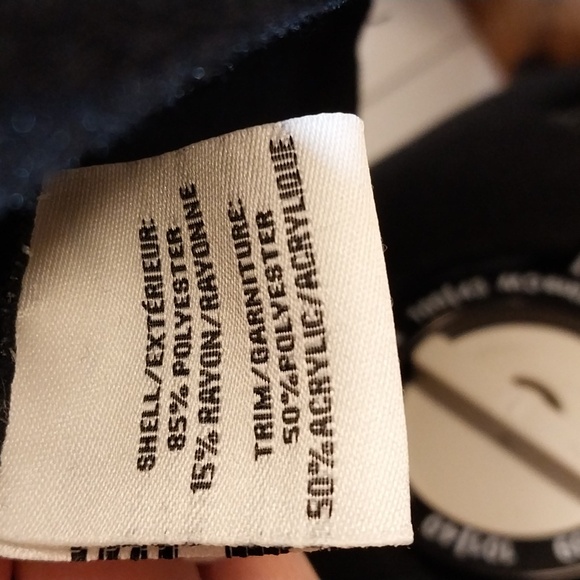 SHELL/EXTÉRIEUR:
85% POLYESTER
15% RAYON/RAYONNE
TRIM/GARNITURE:
50%POLYESTER
50%ACRYLIC/ACRYLIQUE